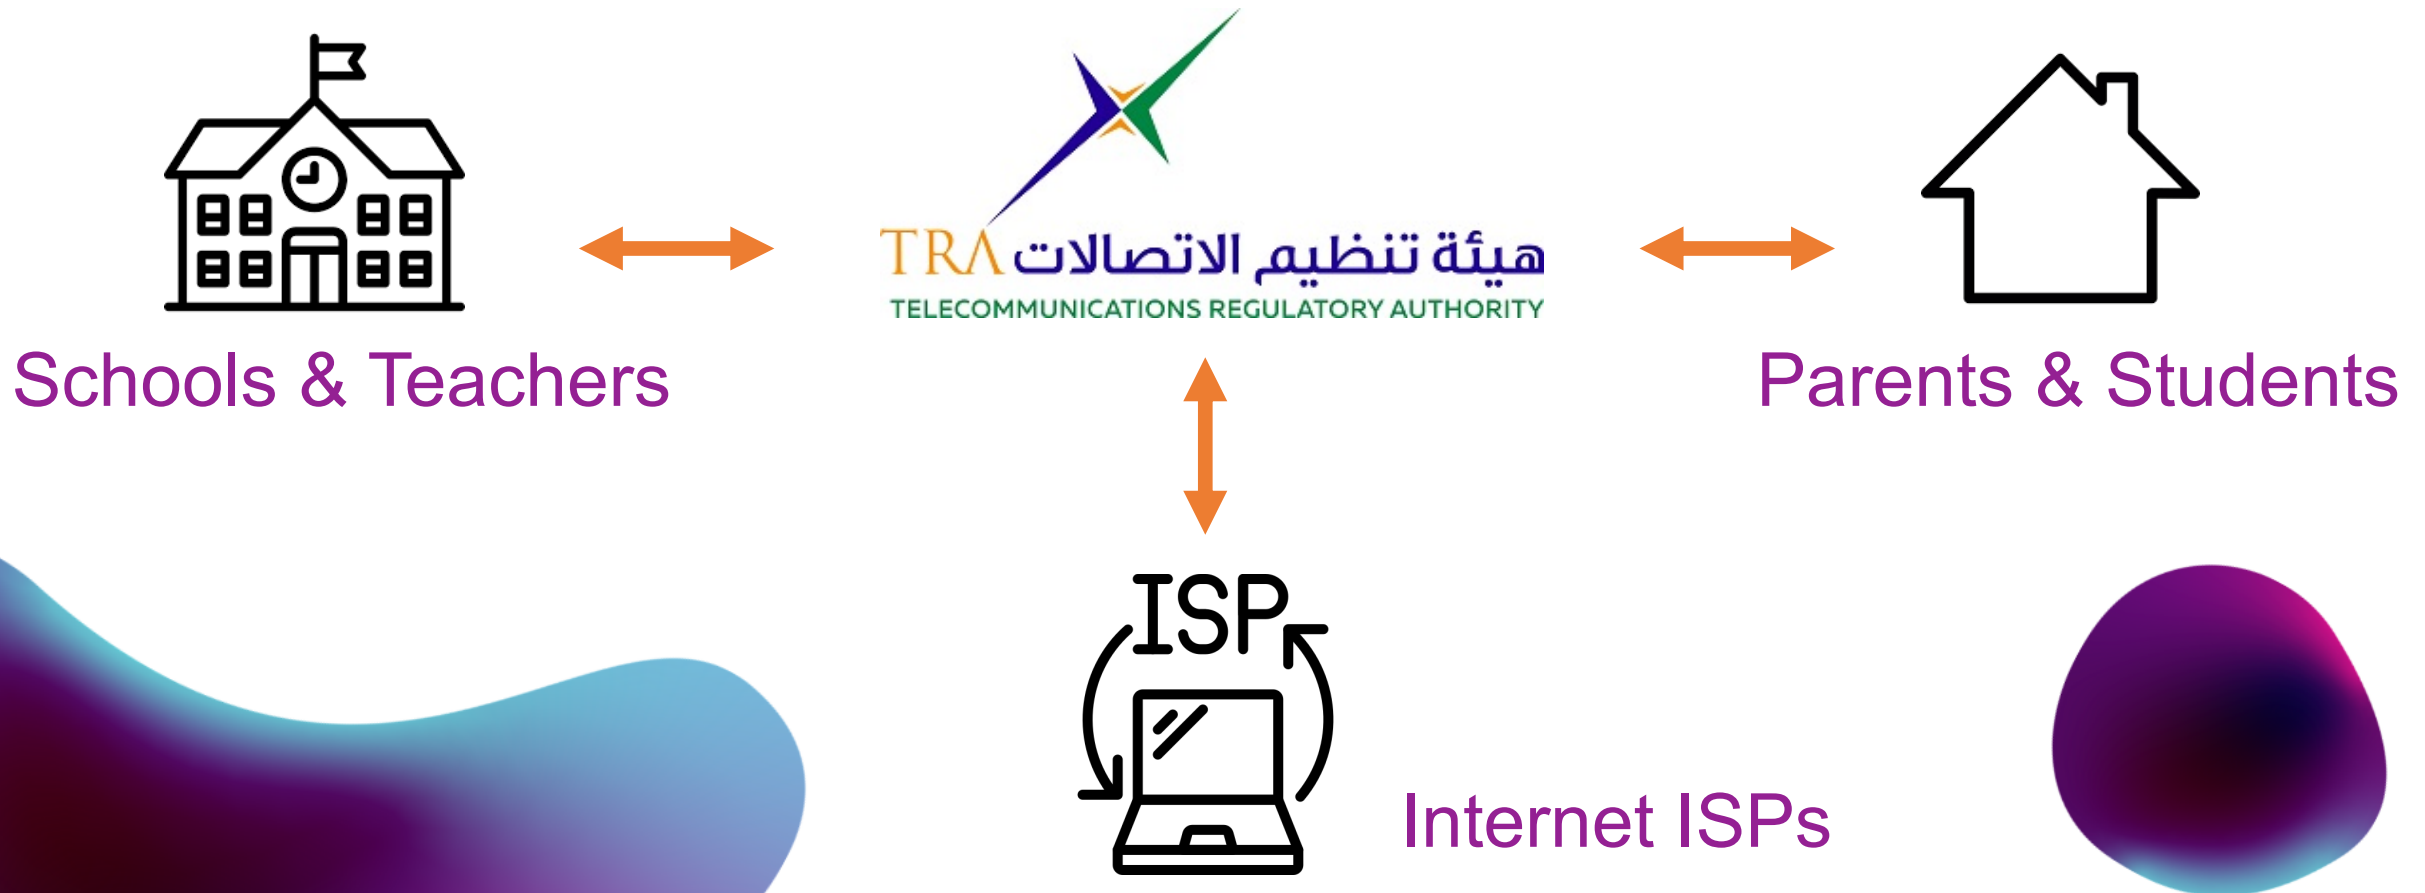 TRA هيئة تنظيم الاتصالات
TELECOMMUNICATIONS REGULATORY AUTHORITY
Schools & Teachers
Parents & Students
ISP
Internet ISPs